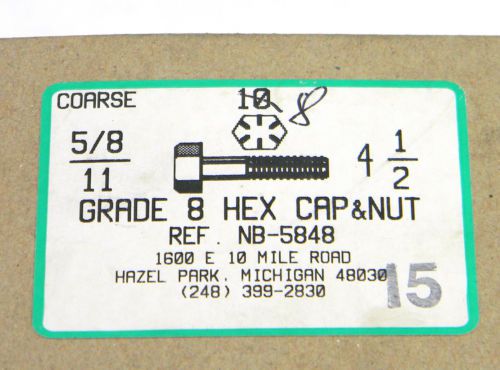 COARSE
10 8
5/8
11
4 1/2
GRADE 8 HEX CAP&NUT
REF. NB-5848
1600 E 10 MILE ROAD
HAZEL PARK, MICHIGAN 48030
(248) 399-2830
15